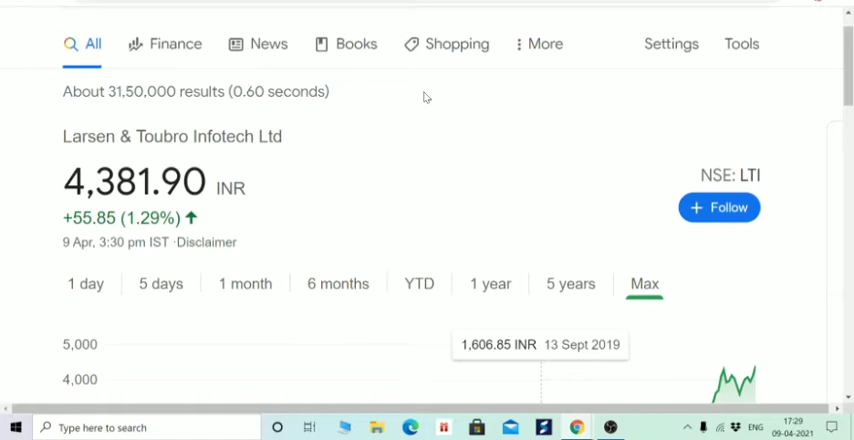 All Finance News Books Shopping More Settings Tools
About 31,50,000 results (0.60 seconds)
Larsen & Toubro Infotech Ltd
4,381.90 INR
NSE: LTI
+55.85 (1.29%)
+ Follow
9 Apr, 3:30 pm IST ·Disclaimer
1 day 5 days 1 month 6 months YTD 1 year 5 years Max
5,000
1,606.85 INR 13 Sept 2019
4,000
Type here to search
ENG
17:29
09-04-2021